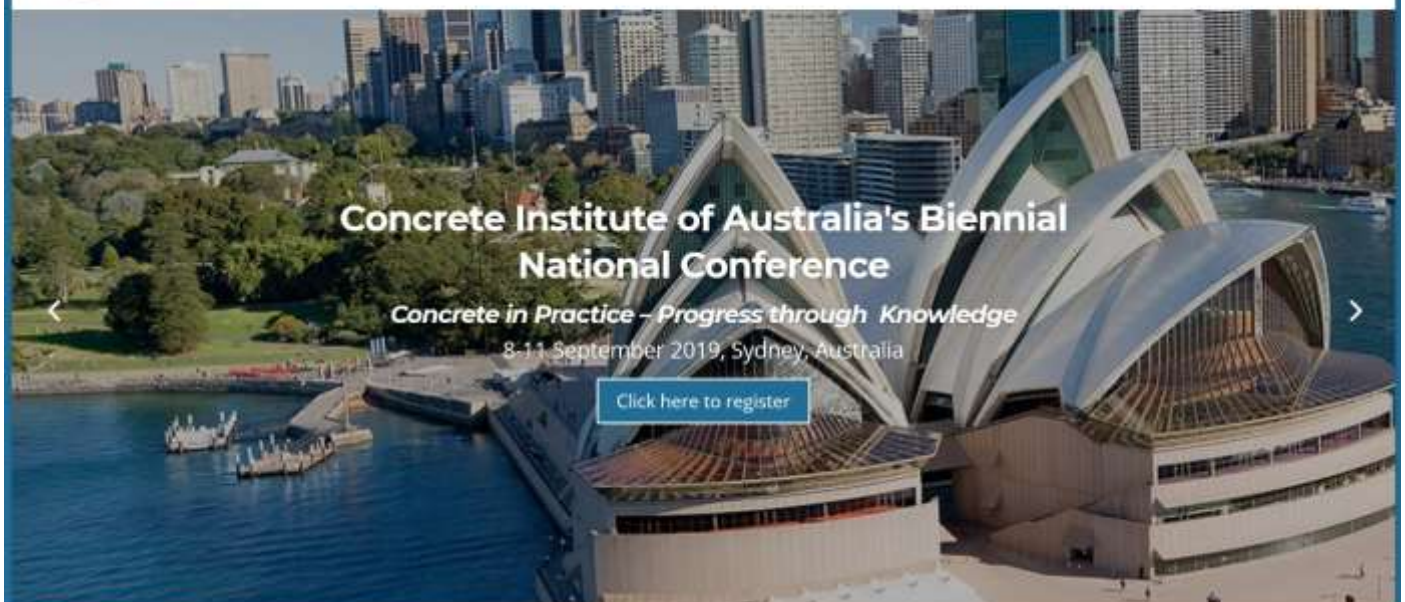 Concrete Institute of Australia's Biennial
National Conference
Concrete in Practice – Progress through Knowledge
8-11 September 2019, Sydney, Australia
Click here to register